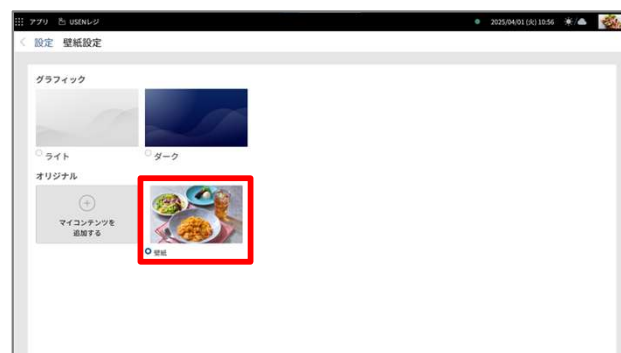 アプリ USENレジ 2025/04/01 (火) 10:56
設定 壁紙設定
グラフィック
ライト ダーク
オリジナル
マイコンテンツを
追加する
壁紙